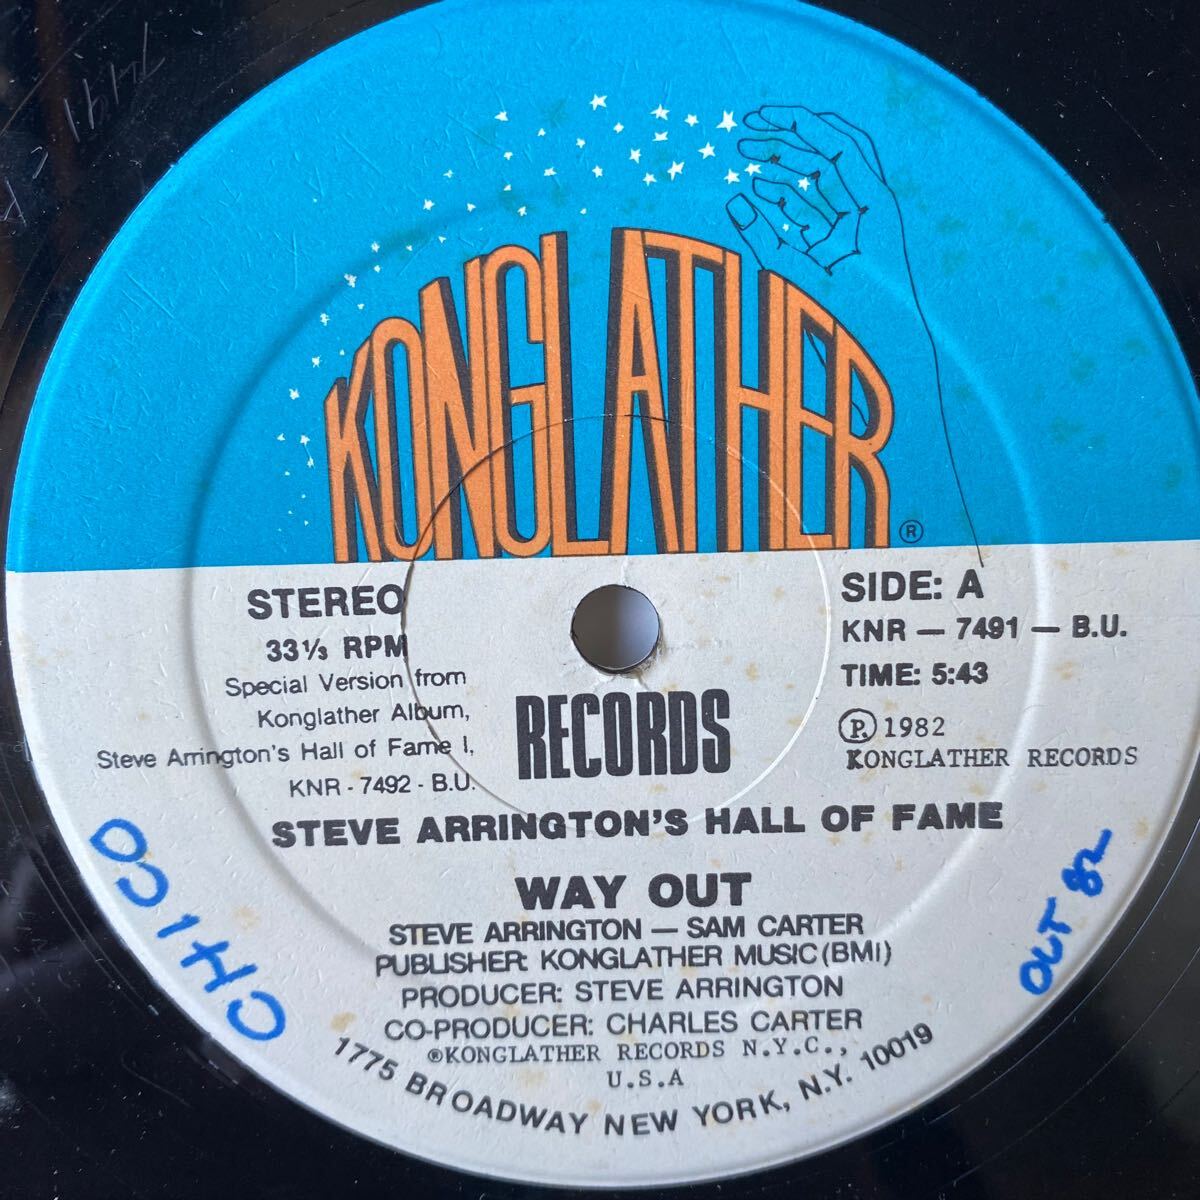 KONGLATHER
®
STEREO
33⅓ RPM
Special Version from
Konglather Album,
Steve Arrington's Hall of Fame I,
KNR - 7492 - B.U.
RECORDS
SIDE: A
KNR — 7491 — B.U.
TIME: 5:43
Ⓟ 1982
KONGLATHER RECORDS
STEVE ARRINGTON'S HALL OF FAME
WAY OUT
STEVE ARRINGTON — SAM CARTER
PUBLISHER: KONGLATHER MUSIC (BMI)
PRODUCER: STEVE ARRINGTON
CO-PRODUCER: CHARLES CARTER
®KONGLATHER RECORDS N.Y.C.,
U.S.A
1775 BROADWAY NEW YORK, N.Y. 10019
CHICO
OUT 82